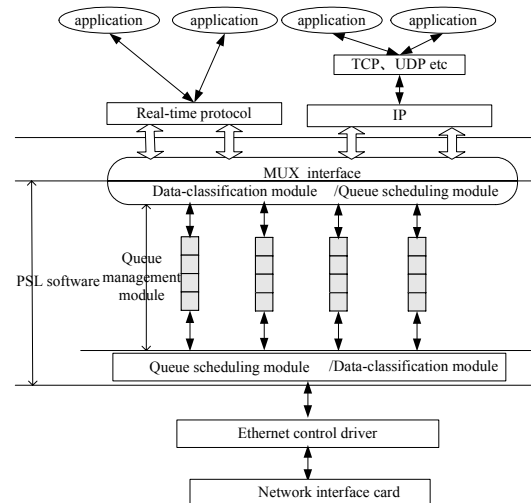 application application application application
TCP、UDP etc
Real-time protocol IP
MUX interface
Data-classification module /Queue scheduling module
Queue
management
module
PSL software
Queue scheduling module /Data-classification module
Ethernet control driver
Network interface card